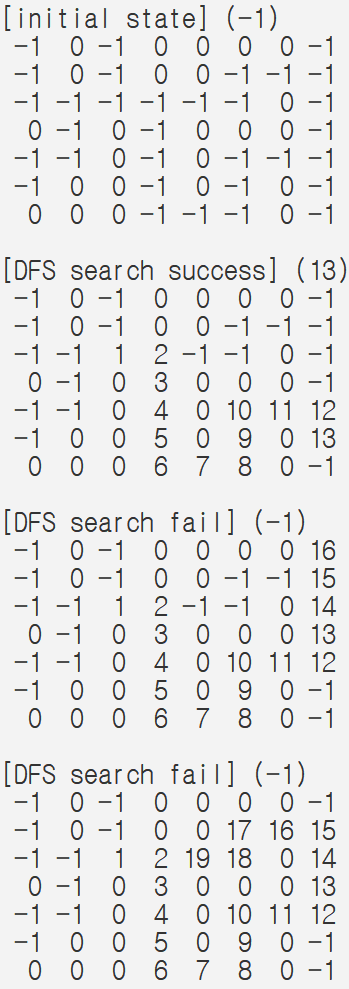 [initial state] (-1)
-1 0 -1 0 0 0 0 -1
-1 0 -1 0 0 -1 -1 -1
-1 -1 -1 -1 -1 -1 0 -1
0 -1 0 -1 0 0 0 -1
-1 -1 0 -1 0 -1 -1 -1
-1 0 0 -1 0 -1 0 -1
0 0 0 -1 -1 -1 0 -1
[DFS search success] (13)
-1 0 -1 0 0 0 0 -1
-1 0 -1 0 0 -1 -1 -1
-1 -1 1 2 -1 -1 0 -1
0 -1 0 3 0 0 0 -1
-1 -1 0 4 0 10 11 12
-1 0 0 5 0 9 0 13
0 0 0 6 7 8 0 -1
[DFS search fail] (-1)
-1 0 -1 0 0 0 0 16
-1 0 -1 0 0 -1 -1 15
-1 -1 1 2 -1 -1 0 14
0 -1 0 3 0 0 0 13
-1 -1 0 4 0 10 11 12
-1 0 0 5 0 9 0 -1
0 0 0 6 7 8 0 -1
[DFS search fail] (-1)
-1 0 -1 0 0 0 0 -1
-1 0 -1 0 0 17 16 15
-1 -1 1 2 19 18 0 14
0 -1 0 3 0 0 0 13
-1 -1 0 4 0 10 11 12
-1 0 0 5 0 9 0 -1
0 0 0 6 7 8 0 -1